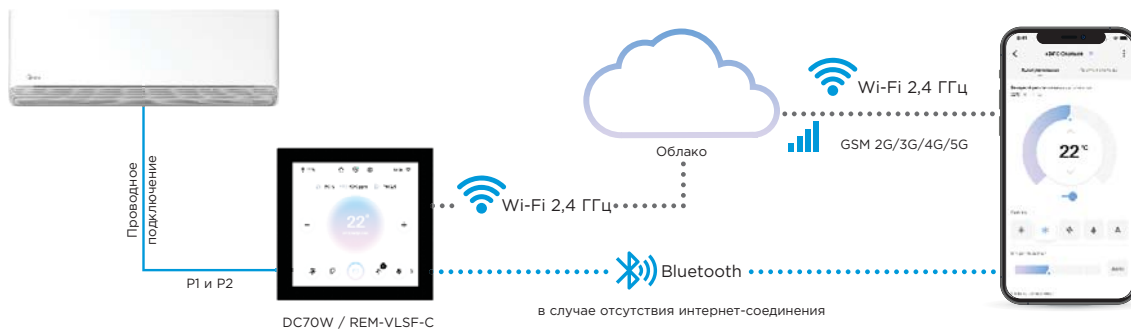 Wi-Fi 2,4 ГГц
GSM 2G/3G/4G/5G
Облако
Проводное
подключение
Wi-Fi 2,4 ГГц
22°
22 °C
P1 и P2
Bluetooth
в случае отсутствия интернет-соединения
DC70W / REM-VLSF-C